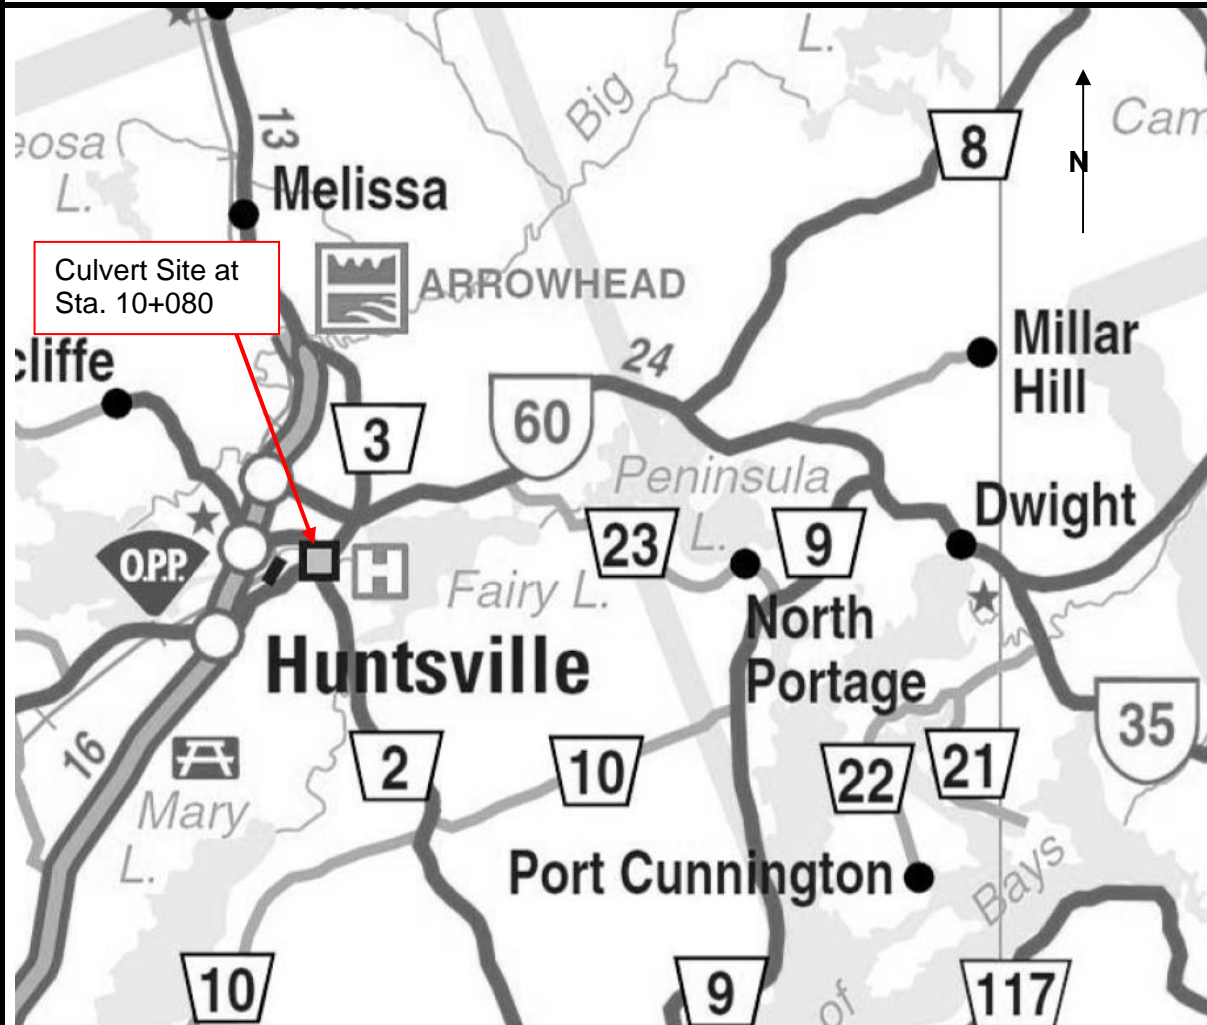 L.
Big
8
Cam
N
13
eosa
L.
Melissa
Culvert Site at
Sta. 10+080
ARROWHEAD
Millar
Hill
24
cliffe
3
60
Peninsula
L.
Dwight
23
9
O.P.P.
H
Fairy L.
North
Portage
Huntsville
35
16
2
10
22
21
Mary
L.
Port Cunnington
Bays
of
10
9
117